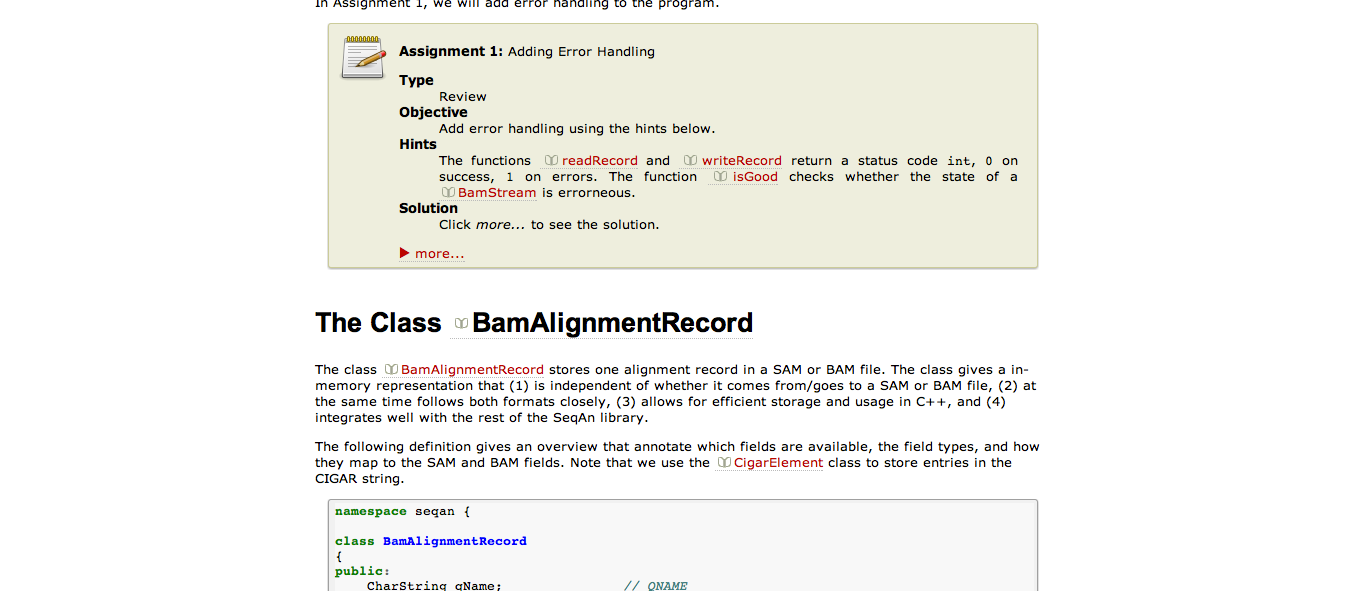 In Assignment 1, we will add error handling to the program.
Assignment 1: Adding Error Handling
Type
Review
Objective
Add error handling using the hints below.
Hints
The functions readRecord and writeRecord return a status code int, 0 on
success, 1 on errors. The function isGood checks whether the state of a
BamStream is errorneous.
Solution
Click more... to see the solution.
more...
The Class BamAlignmentRecord
The class BamAlignmentRecord stores one alignment record in a SAM or BAM file. The class gives a in-
memory representation that (1) is independent of whether it comes from/goes to a SAM or BAM file, (2) at
the same time follows both formats closely, (3) allows for efficient storage and usage in C++, and (4)
integrates well with the rest of the SeqAn library.
The following definition gives an overview that annotate which fields are available, the field types, and how
they map to the SAM and BAM fields. Note that we use the CigarElement class to store entries in the
CIGAR string.
namespace seqan {
class BamAlignmentRecord
{
public:
CharString qName; // QNAME